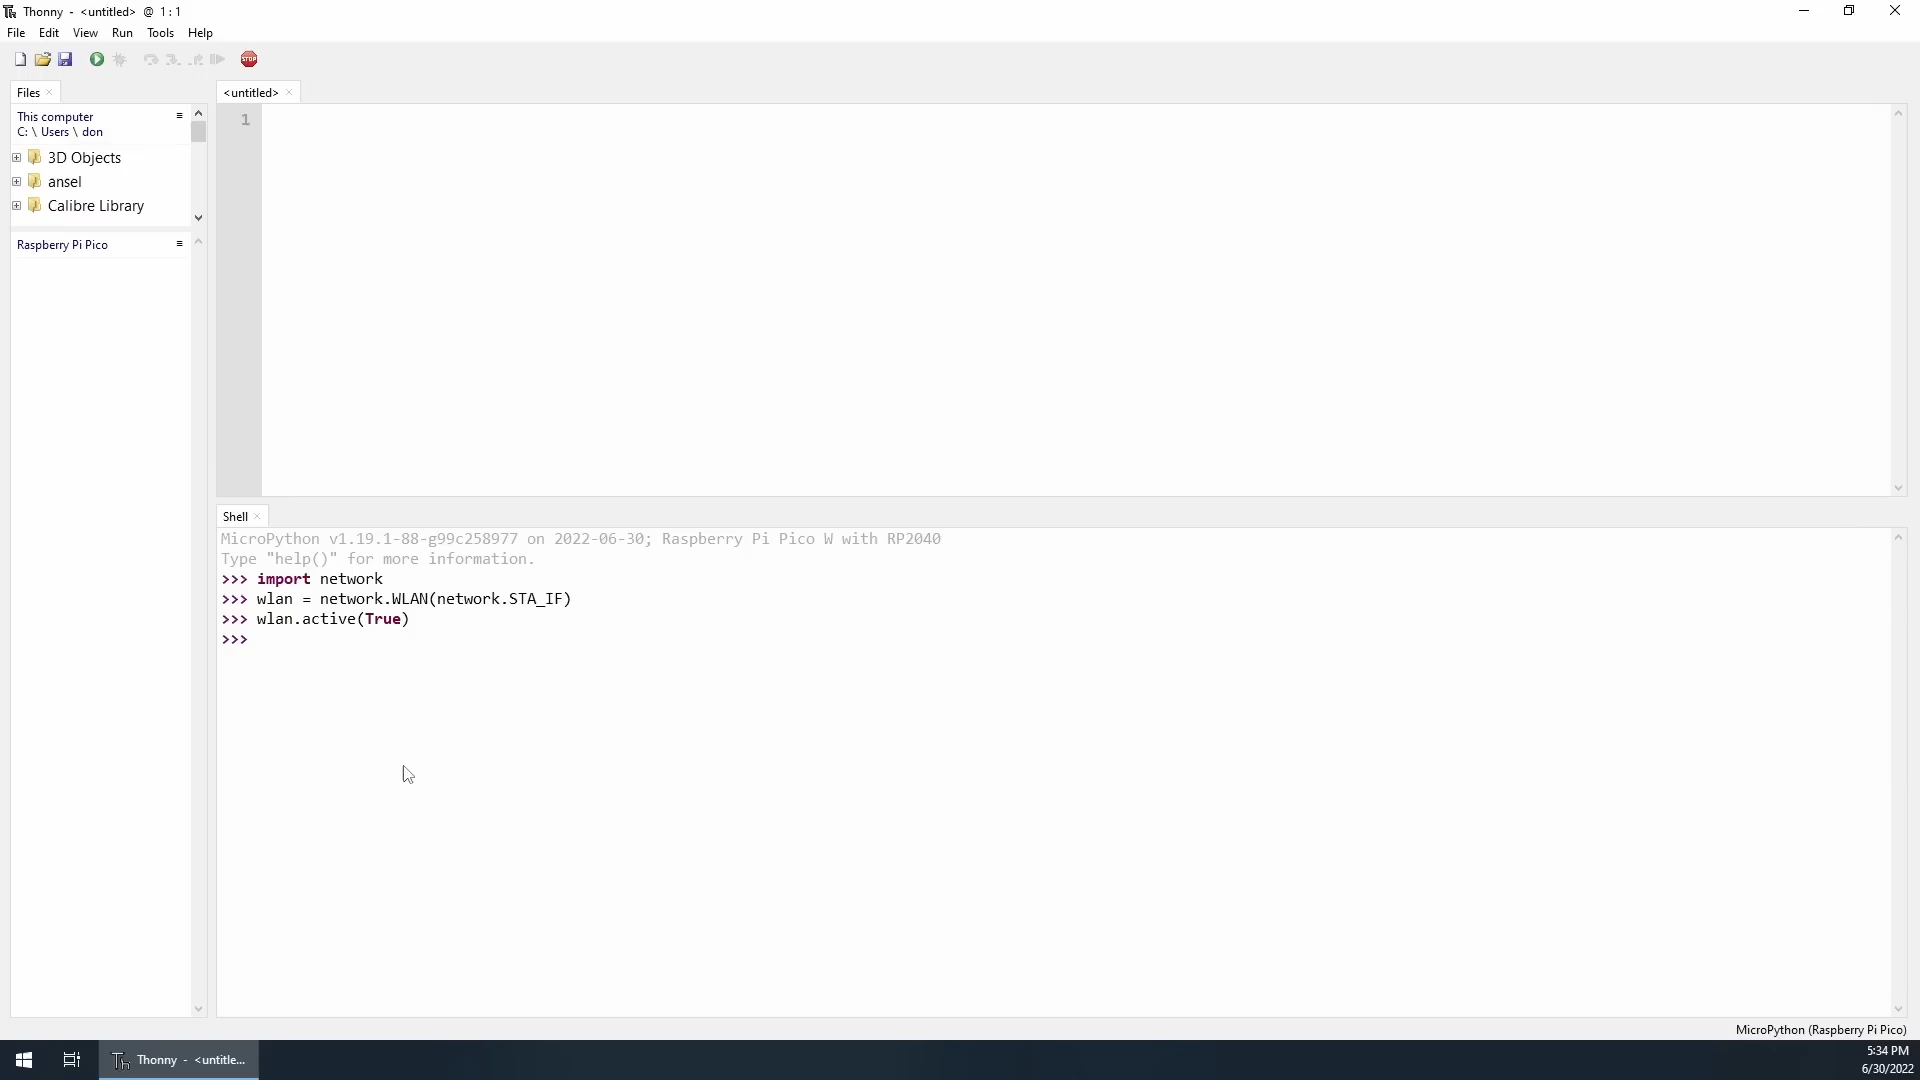 Thonny - <untitled> @ 1 : 1
File Edit View Run Tools Help
STOP
Files
This computer
C: \ Users \ don
3D Objects
ansel
Calibre Library
Raspberry Pi Pico
<untitled>
1
Shell
MicroPython v1.19.1-88-g99c258977 on 2022-06-30; Raspberry Pi Pico W with RP2040
Type "help()" for more information.
>>> import network
>>> wlan = network.WLAN(network.STA_IF)
>>> wlan.active(True)
>>>
MicroPython (Raspberry Pi Pico)
Thonny - <untitle...
5:34 PM
6/30/2022